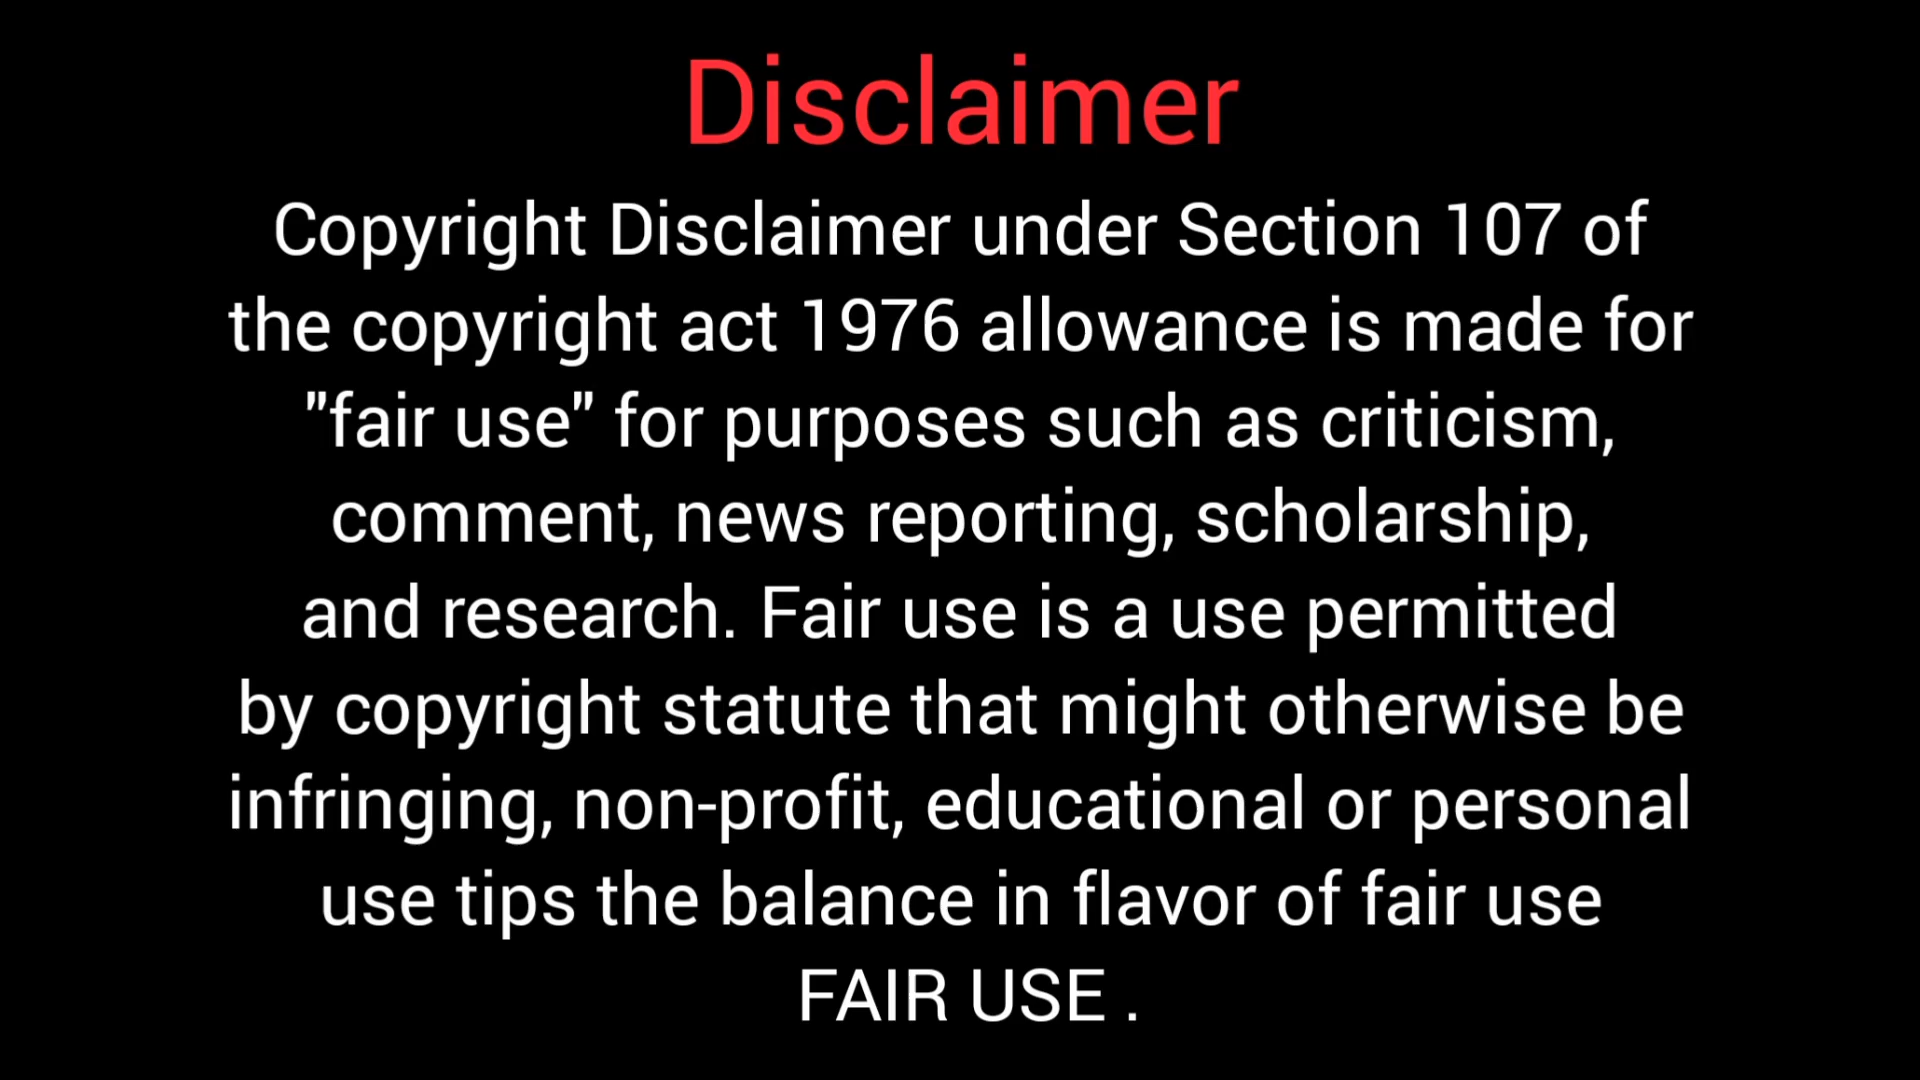 Disclaimer
Copyright Disclaimer under Section 107 of
the copyright act 1976 allowance is made for
"fair use" for purposes such as criticism,
comment, news reporting, scholarship,
and research. Fair use is a use permitted
by copyright statute that might otherwise be
infringing, non-profit, educational or personal
use tips the balance in flavor of fair use
FAIR USE .